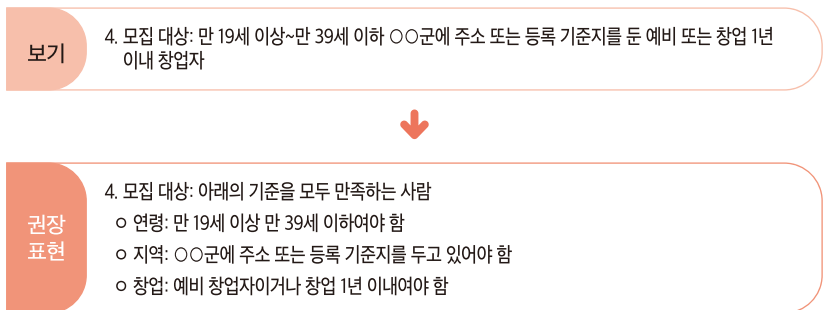 보기
4. 모집 대상: 만 19세 이상~만 39세 이하 ○○군에 주소 또는 등록 기준지를 둔 예비 또는 창업 1년
이내 창업자
권장
표현
4. 모집 대상: 아래의 기준을 모두 만족하는 사람
○ 연령: 만 19세 이상 만 39세 이하여야 함
○ 지역: ○○군에 주소 또는 등록 기준지를 두고 있어야 함
○ 창업: 예비 창업자이거나 창업 1년 이내여야 함